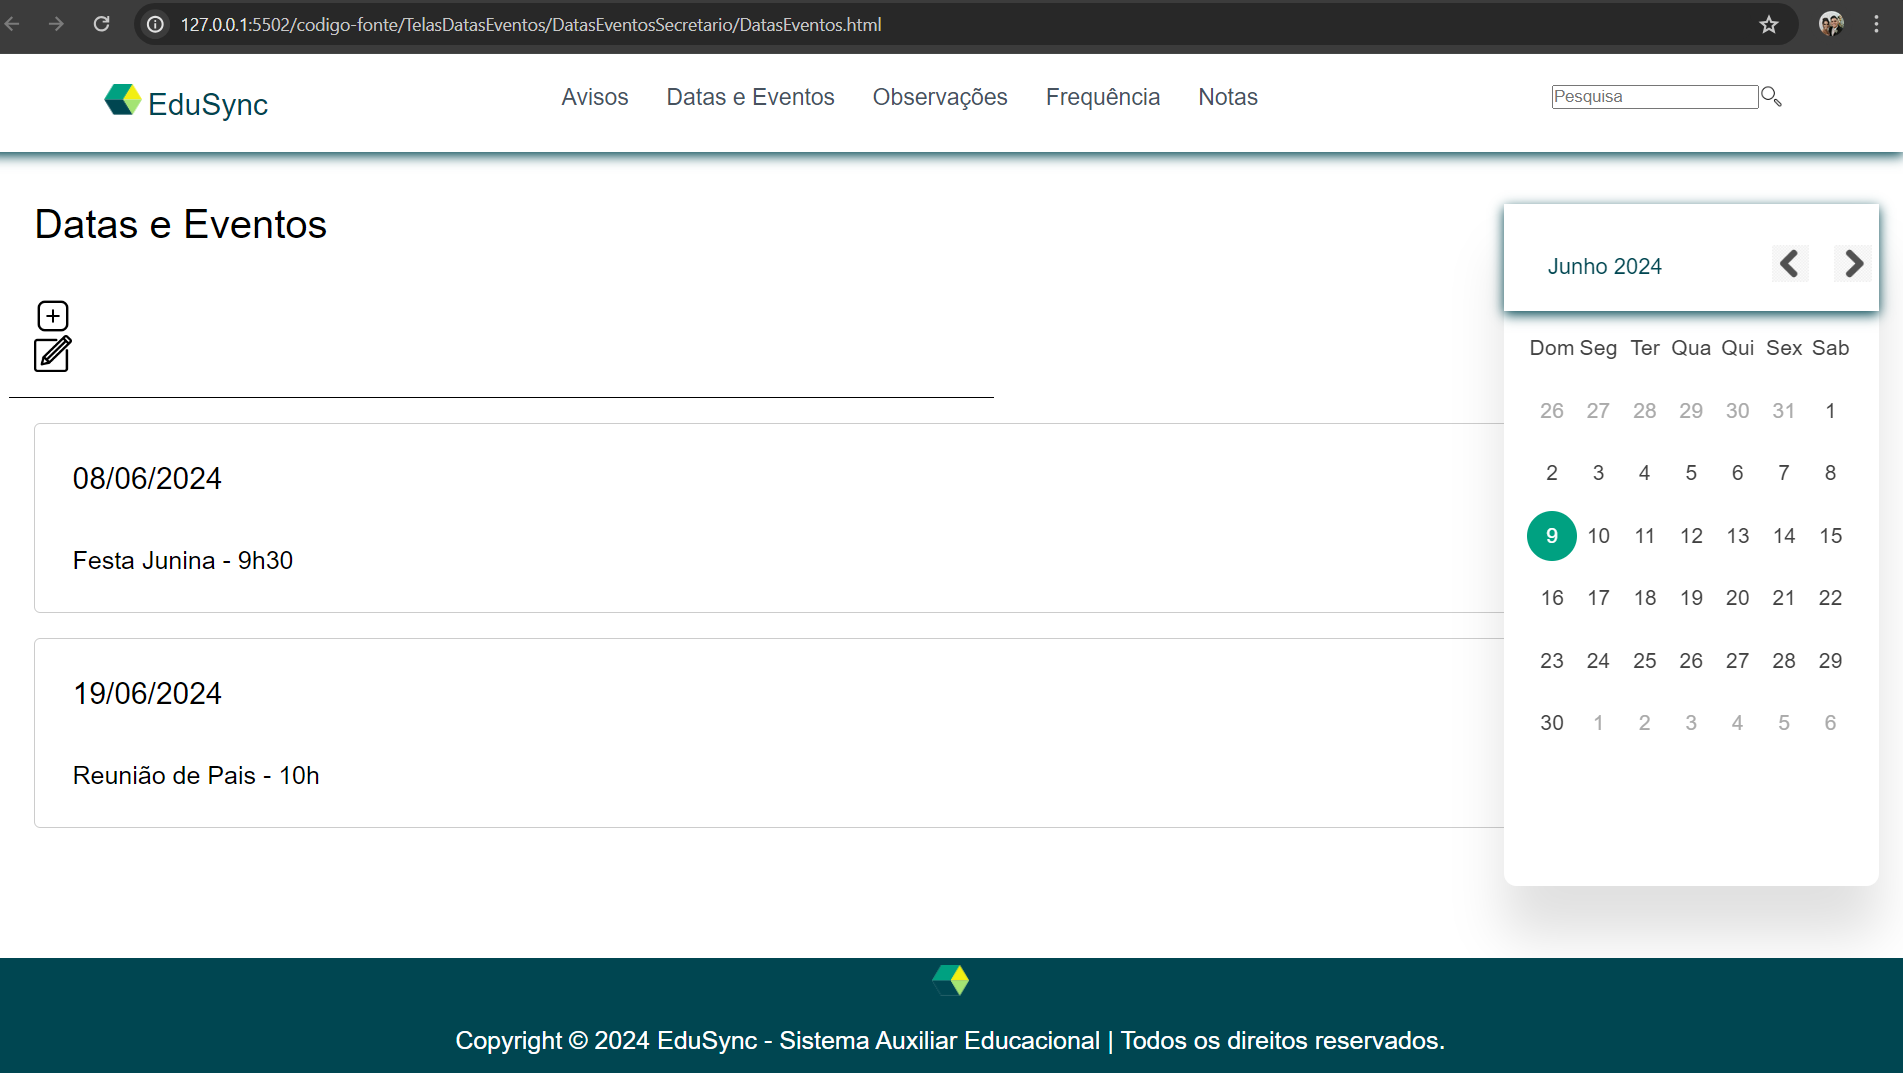 127.0.0.1:5502/codigo-fonte/TelasDatasEventos/DatasEventosSecretario/DatasEventos.html
EduSync
Avisos Datas e Eventos Observações Frequência Notas
Pesquisa
Datas e Eventos
08/06/2024
Festa Junina - 9h30
19/06/2024
Reunião de Pais - 10h
Junho 2024
Dom Seg Ter Qua Qui Sex Sab
26 27 28 29 30 31 1
2 3 4 5 6 7 8
9 10 11 12 13 14 15
16 17 18 19 20 21 22
23 24 25 26 27 28 29
30 1 2 3 4 5 6
Copyright © 2024 EduSync - Sistema Auxiliar Educacional | Todos os direitos reservados.